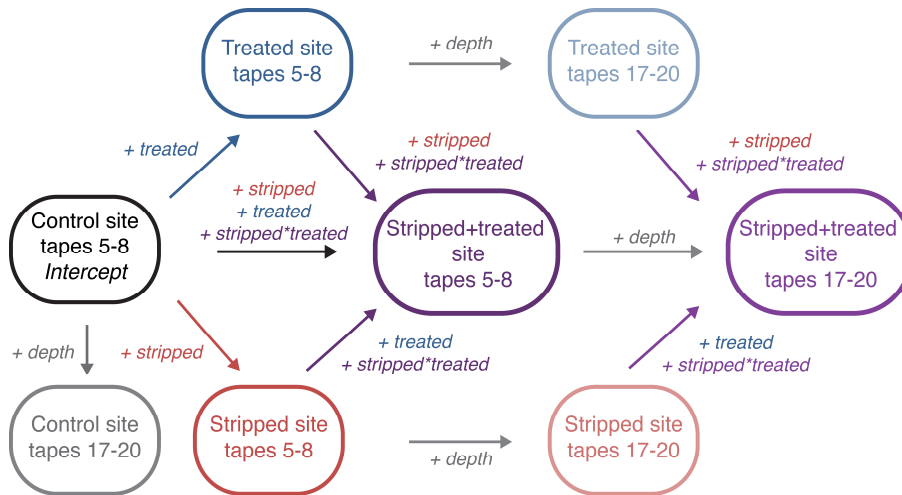 Treated site
tapes 5-8
+ depth
Treated site
tapes 17-20
+ treated
+ stripped
+ stripped*treated
+ stripped
+ stripped*treated
+ stripped
+ treated
+ stripped*treated
Control site
tapes 5-8
Intercept
Stripped+treated
site
tapes 5-8
+ depth
Stripped+treated
site
tapes 17-20
+ depth
+ stripped
+ treated
+ stripped*treated
+ treated
+ stripped*treated
Control site
tapes 17-20
Stripped site
tapes 5-8
+ depth
Stripped site
tapes 17-20